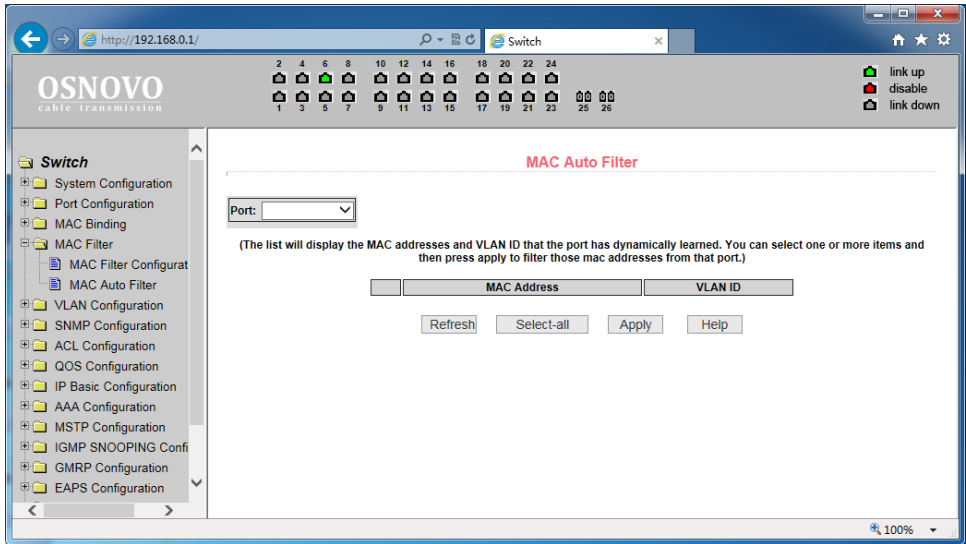 http://192.168.0.1/
Switch
OSNOVO
cable transmission
2 4 6 8 10 12 14 16 18 20 22 24
1 3 5 7 9 11 13 15 17 19 21 23 25 26
link up
disable
link down
Switch
System Configuration
Port Configuration
MAC Binding
MAC Filter
MAC Filter Configurat
MAC Auto Filter
VLAN Configuration
SNMP Configuration
ACL Configuration
QOS Configuration
IP Basic Configuration
AAA Configuration
MSTP Configuration
IGMP SNOOPING Confi
GMRP Configuration
EAPS Configuration
MAC Auto Filter
Port:
(The list will display the MAC addresses and VLAN ID that the port has dynamically learned. You can select one or more items and
then press apply to filter those mac addresses from that port.)
MAC Address VLAN ID
Refresh Select-all Apply Help
100%